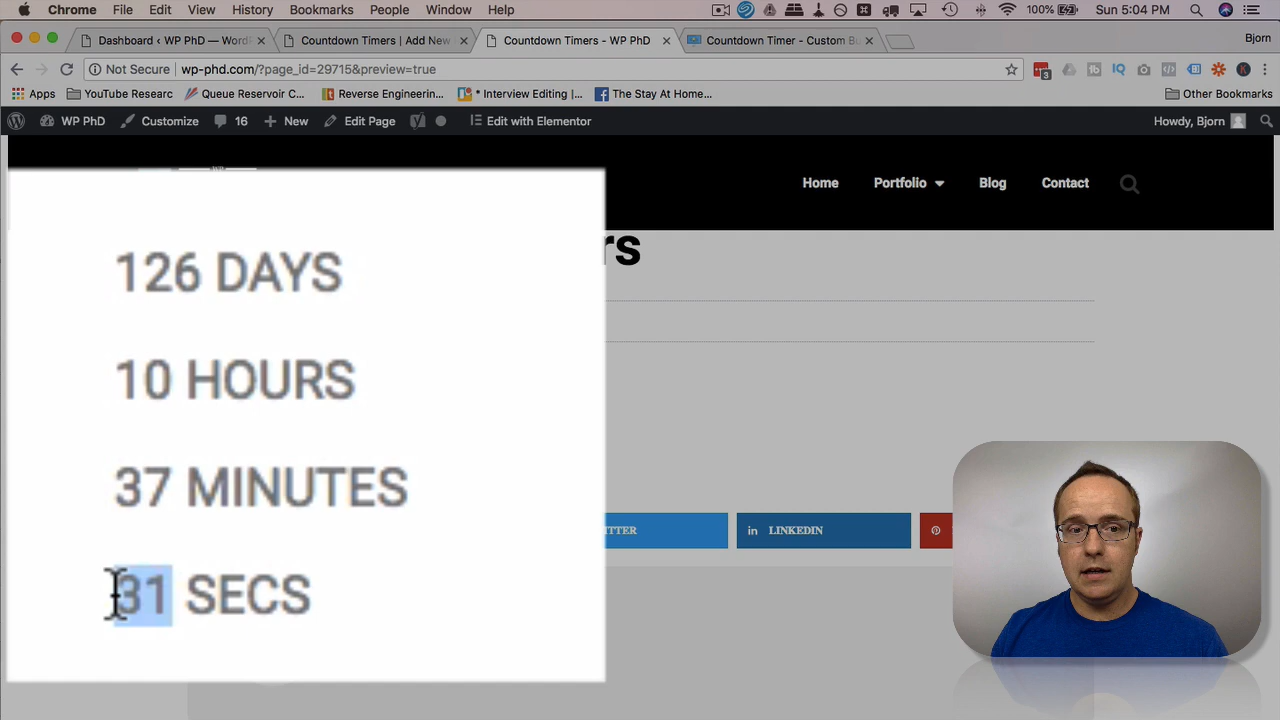 Chrome File Edit View History Bookmarks People Window Help 100% Sun 5:04 PM
Dashboard ‹ WP PhD — WordP × Countdown Timers | Add New × Countdown Timers - WP PhD × Countdown Timer - Custom Bu × Bjorn
Not Secure wp-phd.com/?page_id=29715&preview=true 3
Apps YouTube Researc Queue Reservoir C... Reverse Engineerin... * Interview Editing |... The Stay At Home... Other Bookmarks
WP PhD Customize 16 New Edit Page Edit with Elementor Howdy, Bjorn
Home Portfolio Blog Contact
rs
126 DAYS
10 HOURS
37 MINUTES
ITTER LINKEDIN
31 SECS